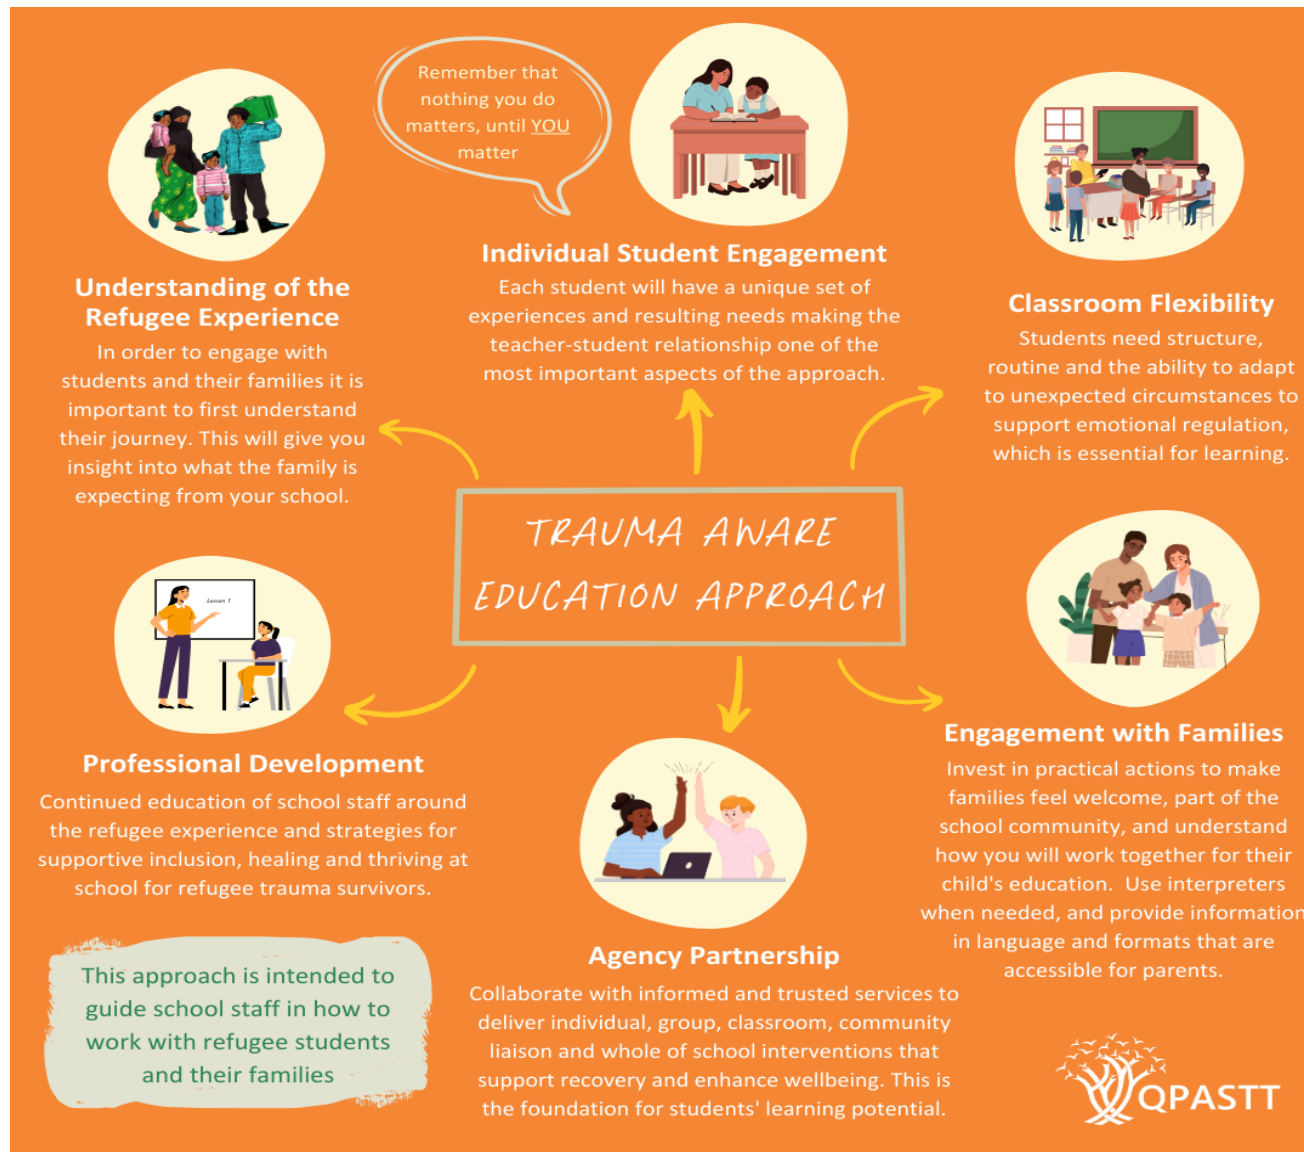 Remember that
nothing you do
matters, until YOU
matter
Understanding of the
Refugee Experience
In order to engage with
students and their families it is
important to first understand
their journey. This will give you
insight into what the family is
expecting from your school.
Individual Student Engagement
Each student will have a unique set of
experiences and resulting needs making the
teacher-student relationship one of the
most important aspects of the approach.
Classroom Flexibility
Students need structure,
routine and the ability to adapt
to unexpected circumstances to
support emotional regulation,
which is essential for learning.
TRAUMA AWARE
EDUCATION APPROACH
Lesson 1
Professional Development
Continued education of school staff around
the refugee experience and strategies for
supportive inclusion, healing and thriving at
school for refugee trauma survivors.
Engagement with Families
Invest in practical actions to make
families feel welcome, part of the
school community, and understand
how you will work together for their
child's education.  Use interpreters
when needed, and provide information
in language and formats that are
accessible for parents.
Agency Partnership
Collaborate with informed and trusted services to
deliver individual, group, classroom, community
liaison and whole of school interventions that
support recovery and enhance wellbeing. This is
the foundation for students' learning potential.
This approach is intended to
guide school staff in how to
work with refugee students
and their families
QPASTT